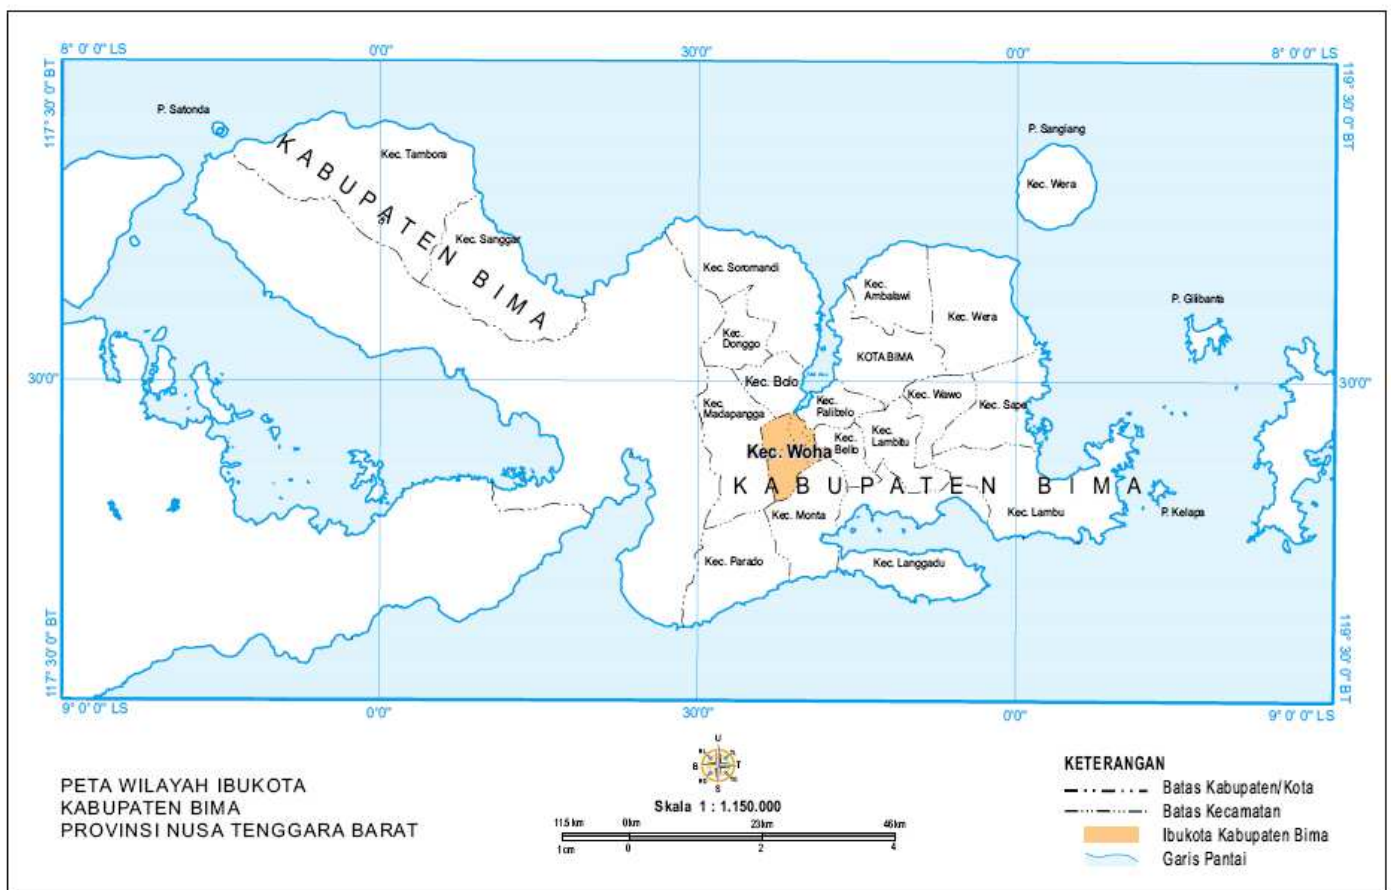 8° 0' 0" LS
0'0"
30'0"
0'0"
8° 0' 0" LS
117° 30' 0" BT
119° 30' 0" BT
P. Satonda
P. Sangiang
Kec. Tambora
Kec. Wera
KABUPATEN BIMA
Kec. Sanggar
Kec. Soromandi
Kec. Ambalawi
P. Gilibanta
Kec. Wera
Kec. Donggo
KOTA BIMA
30'0"
Kec. Bolo
30'0"
Kec. Wawo
Kec. Madapangga
Kec. Palibelo
Kec. Sape
Kec. Lambitu
Kec. Belo
Kec. Woha
KABUPATEN BIMA
Kec. Monta
Kec. Lambu
P. Kelapa
Kec. Parado
Kec. Langgadu
117° 30' 0" BT
119° 30' 0" BT
9° 0' 0" LS
0'0"
30'0"
0'0"
9° 0' 0" LS
PETA WILAYAH IBUKOTA
KABUPATEN BIMA
PROVINSI NUSA TENGGARA BARAT
U
B
T
S
Skala 1 : 1.150.000
11.5 km 0km 23km 46km
1 cm 0 2 4
KETERANGAN
Batas Kabupaten/Kota
Batas Kecamatan
Ibukota Kabupaten Bima
Garis Pantai